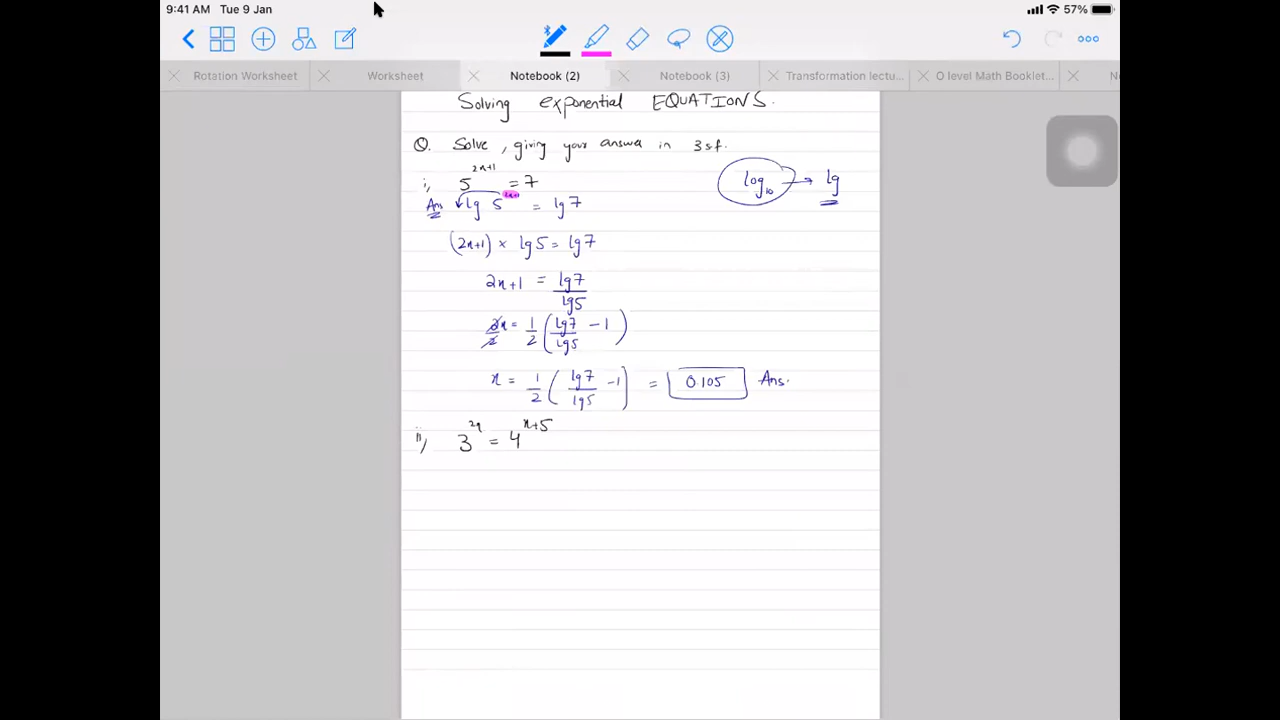 9:41 AM Tue 9 Jan 57%
Rotation Worksheet Worksheet Notebook (2) Notebook (3) Transformation lectu... O level Math Booklet...
Solving exponential EQUATIONS.
Q. Solve, giving your answer in 3sf.
i, 5^(2x+1) = 7
log₁₀ → lg
Ans lg 5 = lg7
(2x+1) × lg5 = lg7
2x+1 = lg7/lg5
2x/2 = 1/2 (lg7/lg5 - 1)
x = 1/2 (lg7/lg5 - 1) = 0.105 Ans.
ii, 3^(2x) = 4^(x+5)